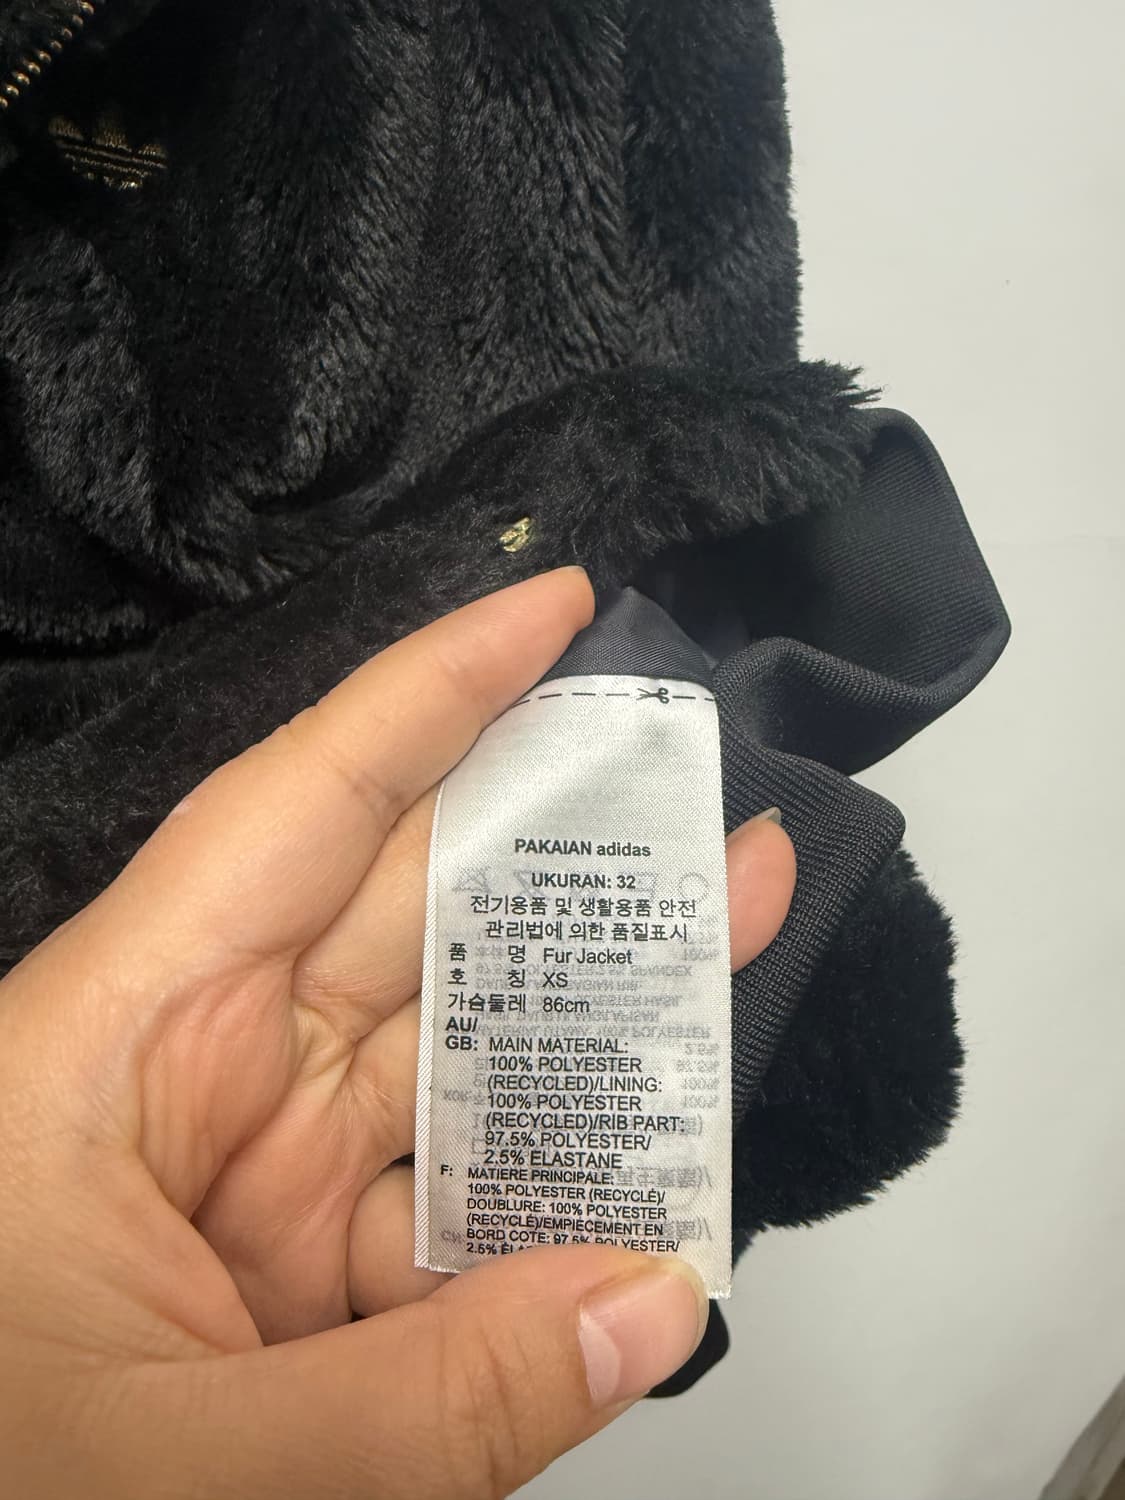 PAKAIAN adidas
UKURAN: 32
전기용품 및 생활용품 안전
관리법에 의한 품질표시
품 명 Fur Jacket
호 칭 XS
가슴둘레 86cm
AU/
GB: MAIN MATERIAL:
100% POLYESTER
(RECYCLED)/LINING:
100% POLYESTER
(RECYCLED)/RIB PART:
97.5% POLYESTER/
2.5% ELASTANE
F: MATIERE PRINCIPALE:
100% POLYESTER (RECYCLÉ)/
DOUBLURE: 100% POLYESTER
(RECYCLÉ)/EMPIECEMENT EN
BORD COTE: 97.5% POLYESTER/
2.5%